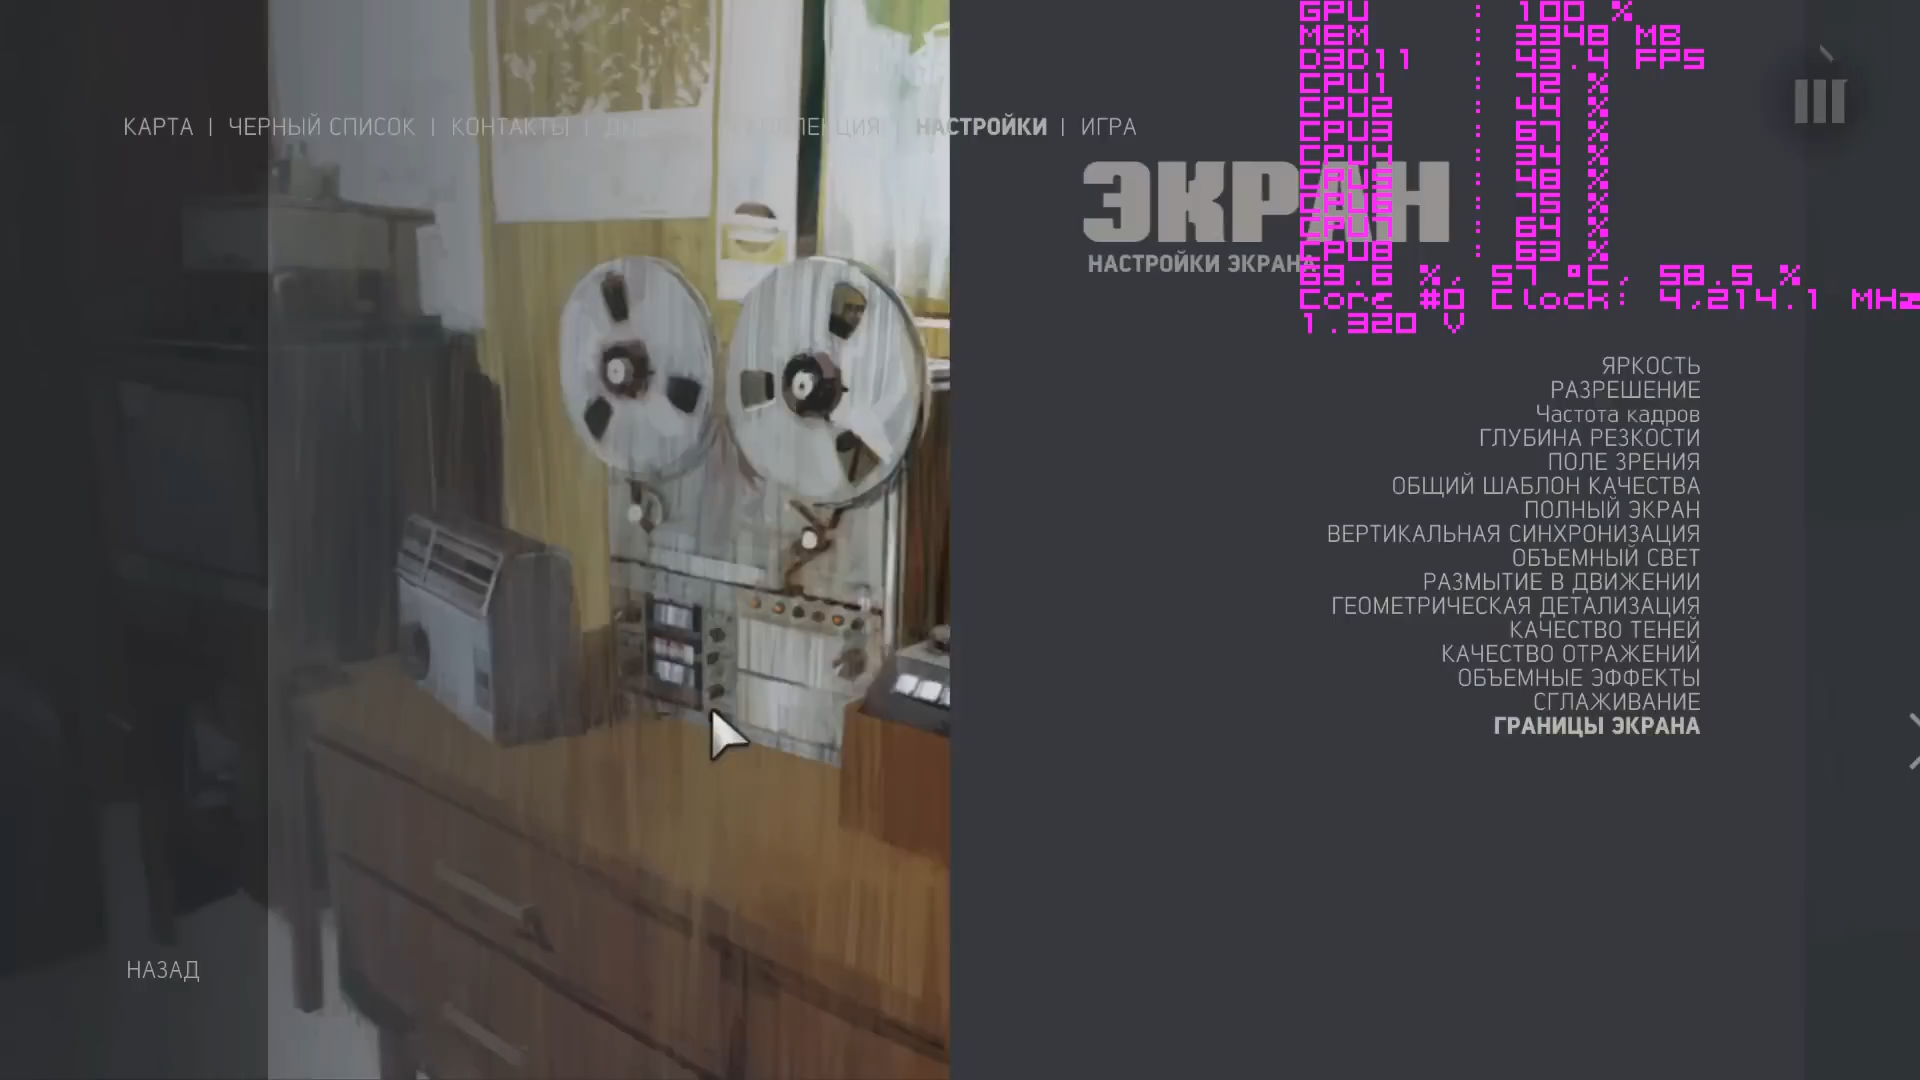 КАРТА | ЧЕРНЫЙ СПИСОК | КОНТАКТЫ | НАСТРОЙКИ | ИГРА
ЭКРАН
НАСТРОЙКИ ЭКРАНА
GPU : 100 %
MEM : 3348 MB
D3D11 : 43.4 FPS
CPU1 : 72 %
CPU2 : 44 %
CPU3 : 67 %
CPU4 : 34 %
CPU5 : 48 %
CPU6 : 75 %
CPU7 : 64 %
CPU8 : 63 %
69.6 %, 57 °C, 58.5 %
Core #0 Clock: 4,214.1 MHz
1.320 V
ЯРКОСТЬ
РАЗРЕШЕНИЕ
Частота кадров
ГЛУБИНА РЕЗКОСТИ
ПОЛЕ ЗРЕНИЯ
ОБЩИЙ ШАБЛОН КАЧЕСТВА
ПОЛНЫЙ ЭКРАН
ВЕРТИКАЛЬНАЯ СИНХРОНИЗАЦИЯ
ОБЪЕМНЫЙ СВЕТ
РАЗМЫТИЕ В ДВИЖЕНИИ
ГЕОМЕТРИЧЕСКАЯ ДЕТАЛИЗАЦИЯ
КАЧЕСТВО ТЕНЕЙ
КАЧЕСТВО ОТРАЖЕНИЙ
ОБЪЕМНЫЕ ЭФФЕКТЫ
СГЛАЖИВАНИЕ
ГРАНИЦЫ ЭКРАНА
НАЗАД